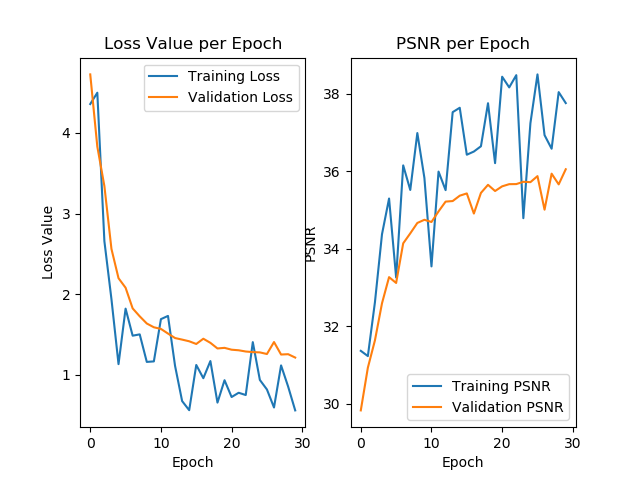 Loss Value per Epoch
Training Loss
Validation Loss
4
3
2
1
Loss Value
0
10
20
30
Epoch
PSNR per Epoch
38
36
34
32
30
PSNR
Training PSNR
Validation PSNR
0
10
20
30
Epoch